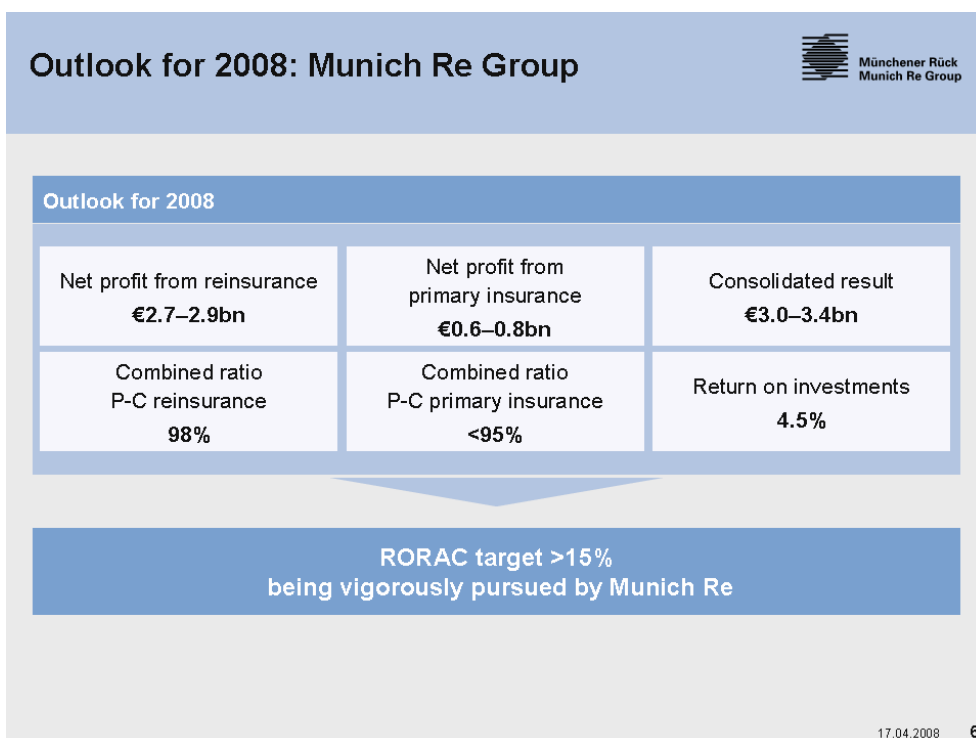 Outlook for 2008: Munich Re Group
Münchener Rück
Munich Re Group
Outlook for 2008
Net profit from reinsurance
€2.7–2.9bn
Net profit from
primary insurance
€0.6–0.8bn
Consolidated result
€3.0–3.4bn
Combined ratio
P-C reinsurance
98%
Combined ratio
P-C primary insurance
<95%
Return on investments
4.5%
RORAC target >15%
being vigorously pursued by Munich Re
17.04.2008